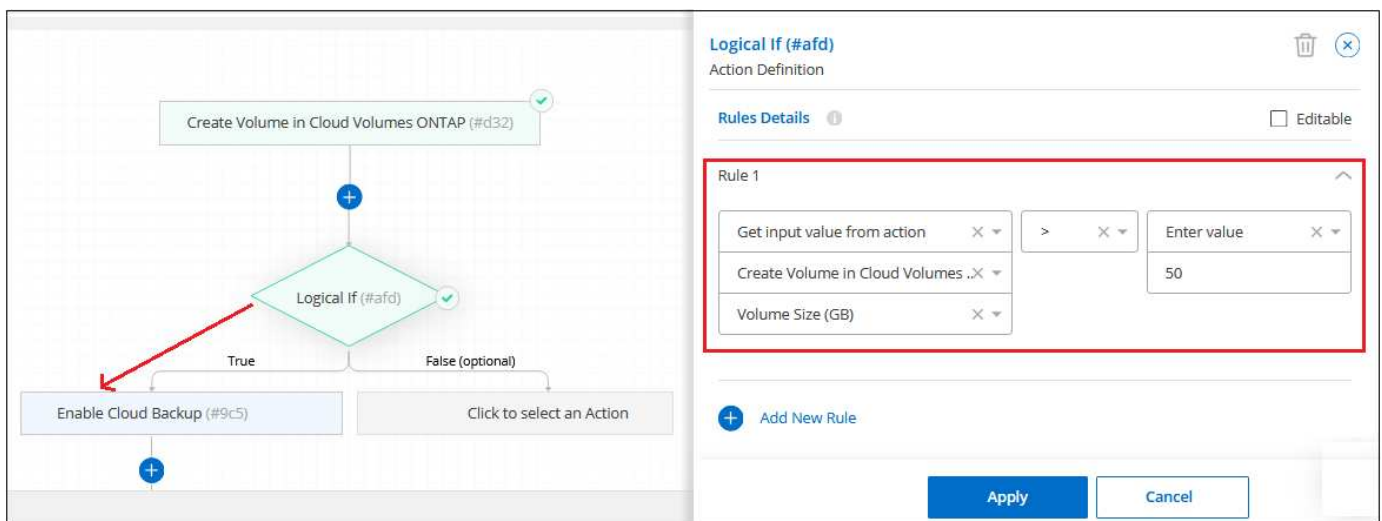 Create Volume in Cloud Volumes ONTAP (#d32)
Logical If (#afd)
True
False (optional)
Enable Cloud Backup (#9c5)
Click to select an Action
Logical If (#afd)
Action Definition
Rules Details
Editable
Rule 1
Get input value from action
>
Enter value
Create Volume in Cloud Volumes ..
50
Volume Size (GB)
Add New Rule
Apply
Cancel